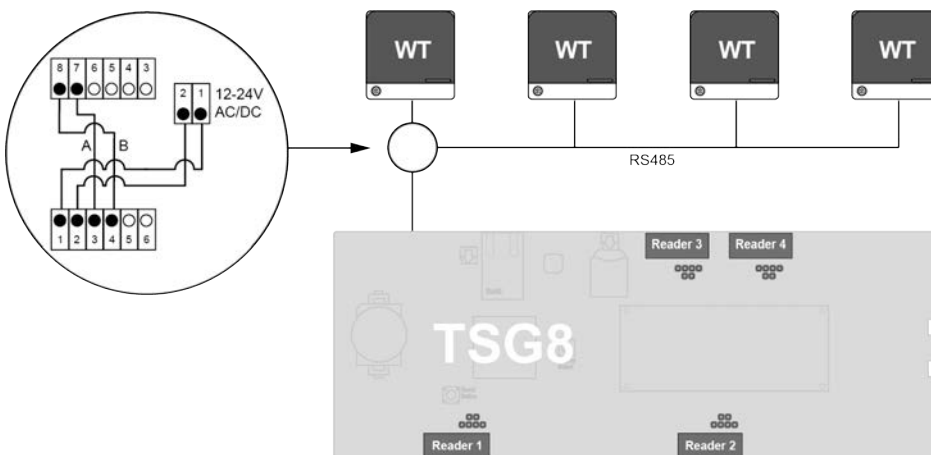 8 7 6 5 4 3
2 1 12-24V
AC/DC
A B
1 2 3 4 5 6
WT WT WT WT
RS485
Reader 3 Reader 4
TSG8
Reader 1 Reader 2